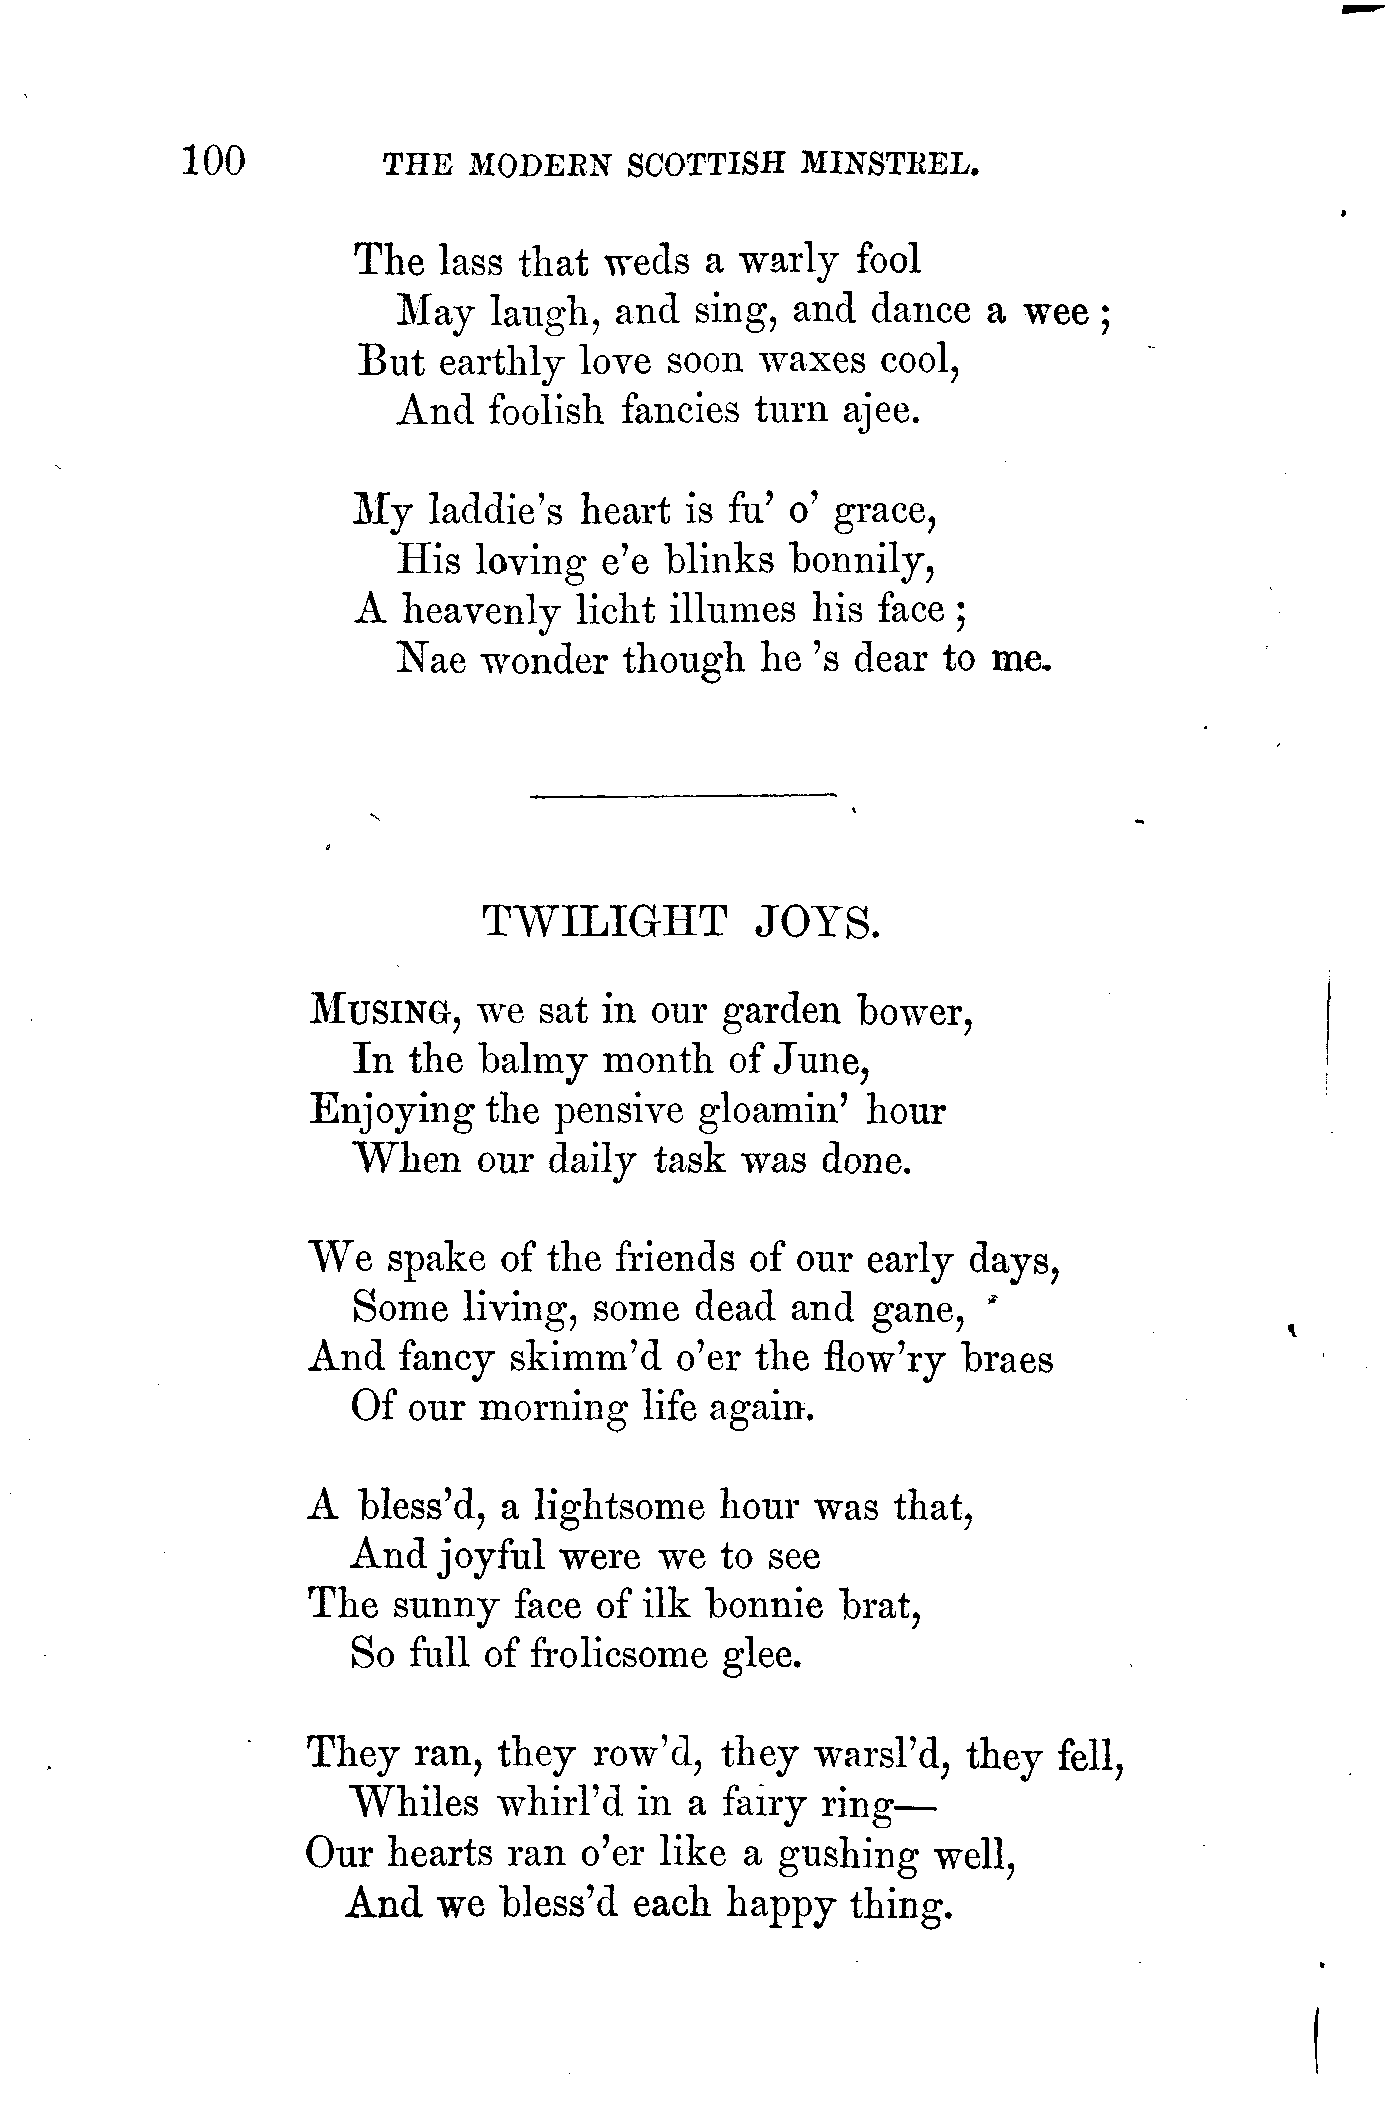 100 THE MODERN SCOTTISH MINSTREL.
The lass that weds a warly fool
May laugh, and sing, and dance a wee ;
But earthly love soon waxes cool,
And foolish fancies turn ajee.
My laddie's heart is fu' o' grace,
His loving e'e blinks bonnily,
A heavenly licht illumes his face ;
Nae wonder though he 's dear to me.
TWILIGHT JOYS.
MUSING, we sat in our garden bower,
In the balmy month of June,
Enjoying the pensive gloamin' hour
When our daily task was done.
We spake of the friends of our early days,
Some living, some dead and gane,
And fancy skimm'd o'er the flow'ry braes
Of our morning life again.
A bless'd, a lightsome hour was that,
And joyful were we to see
The sunny face of ilk bonnie brat,
So full of frolicsome glee.
They ran, they row'd, they warsl'd, they fell,
Whiles whirl'd in a fairy ring—
Our hearts ran o'er like a gushing well,
And we bless'd each happy thing.